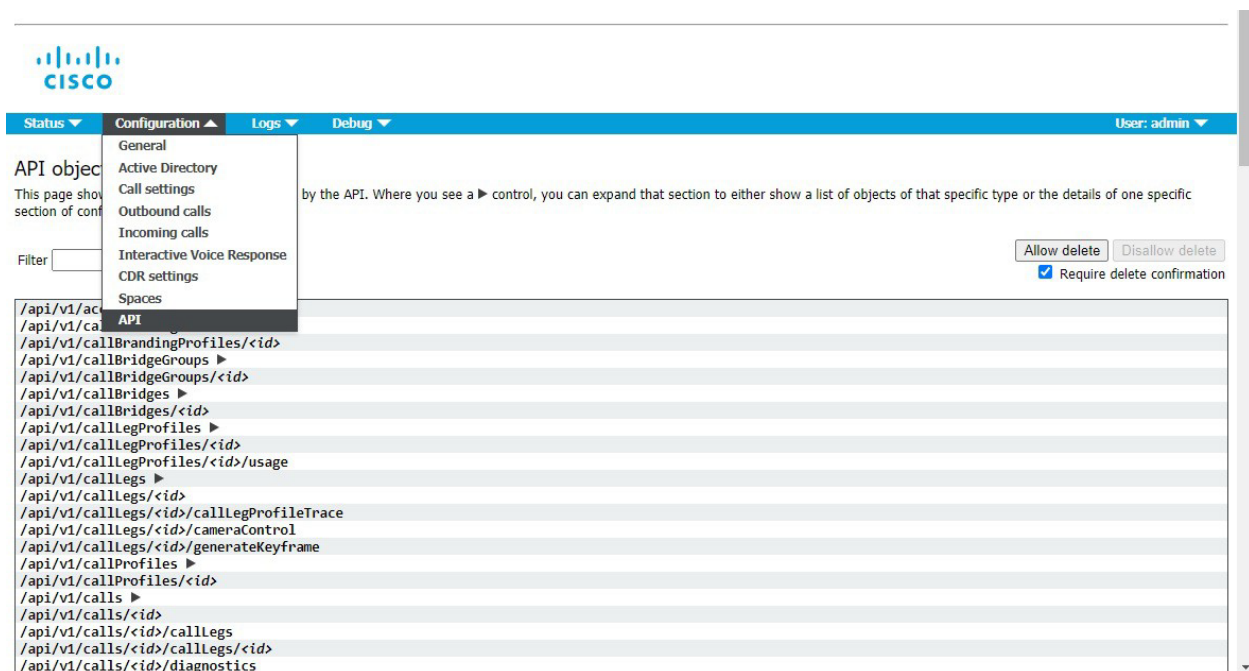 CISCO
Status Configuration Logs Debug User: admin
General
Active Directory
Call settings
Outbound calls
Incoming calls
Interactive Voice Response
CDR settings
Spaces
API
API objec
This page sho by the API. Where you see a ▶ control, you can expand that section to either show a list of objects of that specific type or the details of one specific
section of conf
Filter
Allow delete Disallow delete
Require delete confirmation
/api/v1/ac
/api/v1/ca
/api/v1/callBrandingProfiles/<id>
/api/v1/callBridgeGroups ▶
/api/v1/callBridgeGroups/<id>
/api/v1/callBridges ▶
/api/v1/callBridges/<id>
/api/v1/callLegProfiles ▶
/api/v1/callLegProfiles/<id>
/api/v1/callLegProfiles/<id>/usage
/api/v1/callLegs ▶
/api/v1/callLegs/<id>
/api/v1/callLegs/<id>/callLegProfileTrace
/api/v1/callLegs/<id>/cameraControl
/api/v1/callLegs/<id>/generateKeyframe
/api/v1/callProfiles ▶
/api/v1/callProfiles/<id>
/api/v1/calls ▶
/api/v1/calls/<id>
/api/v1/calls/<id>/callLegs
/api/v1/calls/<id>/callLegs/<id>
/api/v1/calls/<id>/diagnostics